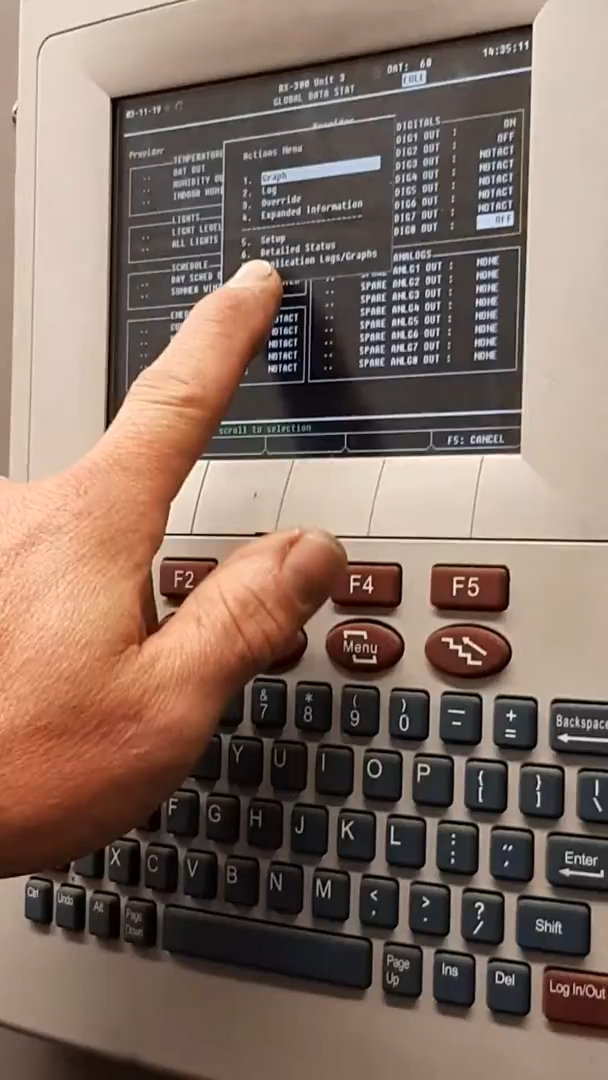 03-11-19
RX-300 Unit 3
OAT: 60
14:35:11
GLOBAL DATA STAT
FULL
Provider
TEMPERATURE
OAT OUT
HUMIDITY OU
INDOOR HUMI
LIGHTS
LIGHT LEVEL
ALL LIGHTS
SCHEDULE
DAY SCHED
SUMMER WIN
NOTACT
NOTACT
NOTACT
NOTACT
NOTACT
Actions Menu
1. Graph
2. Log
3. Override
4. Expanded Information
5. Setup
6. Detailed Status
plication Logs/Graphs
DIGITALS
DIG1 OUT : ON
DIG2 OUT : OFF
DIG3 OUT : NOTACT
DIG4 OUT : NOTACT
DIG5 OUT : NOTACT
DIG6 OUT : NOTACT
DIG7 OUT : NOTACT
DIG8 OUT : OFF
ANALOGS
SPARE ANLG1 OUT : NONE
SPARE ANLG2 OUT : NONE
SPARE ANLG3 OUT : NONE
SPARE ANLG4 OUT : NONE
SPARE ANLG5 OUT : NONE
SPARE ANLG6 OUT : NONE
SPARE ANLG7 OUT : NONE
SPARE ANLG8 OUT : NONE
scroll to selection
F5: CANCEL
F2 F4 F5
Menu
& 7 * 8 ( 9 ) 0 _ - + = Backspace
Y U I O P { [ } ] | \
F G H J K L : ; " '
Enter
X C V B N M < , > . ? / Shift
Ctrl Undo Alt Page Down Page Up Ins Del Log In/Out